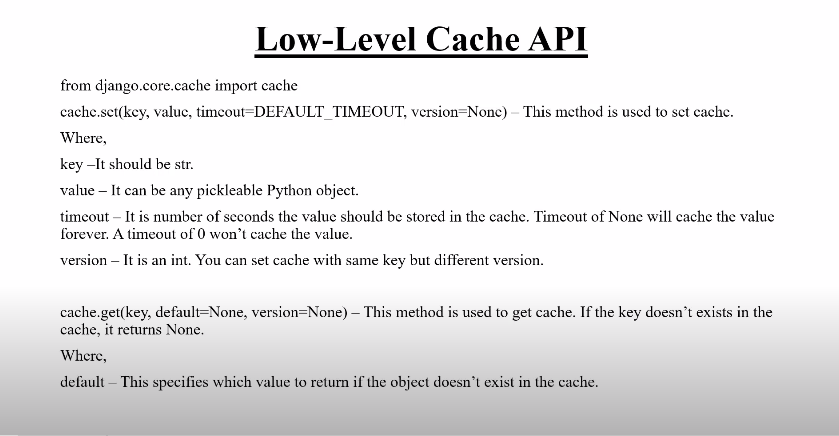 Low-Level Cache API
from django.core.cache import cache
cache.set(key, value, timeout=DEFAULT_TIMEOUT, version=None) – This method is used to set cache.
Where,
key –It should be str.
value – It can be any pickleable Python object.
timeout – It is number of seconds the value should be stored in the cache. Timeout of None will cache the value
forever. A timeout of 0 won’t cache the value.
version – It is an int. You can set cache with same key but different version.
cache.get(key, default=None, version=None) – This method is used to get cache. If the key doesn’t exists in the
cache, it returns None.
Where,
default – This specifies which value to return if the object doesn’t exist in the cache.